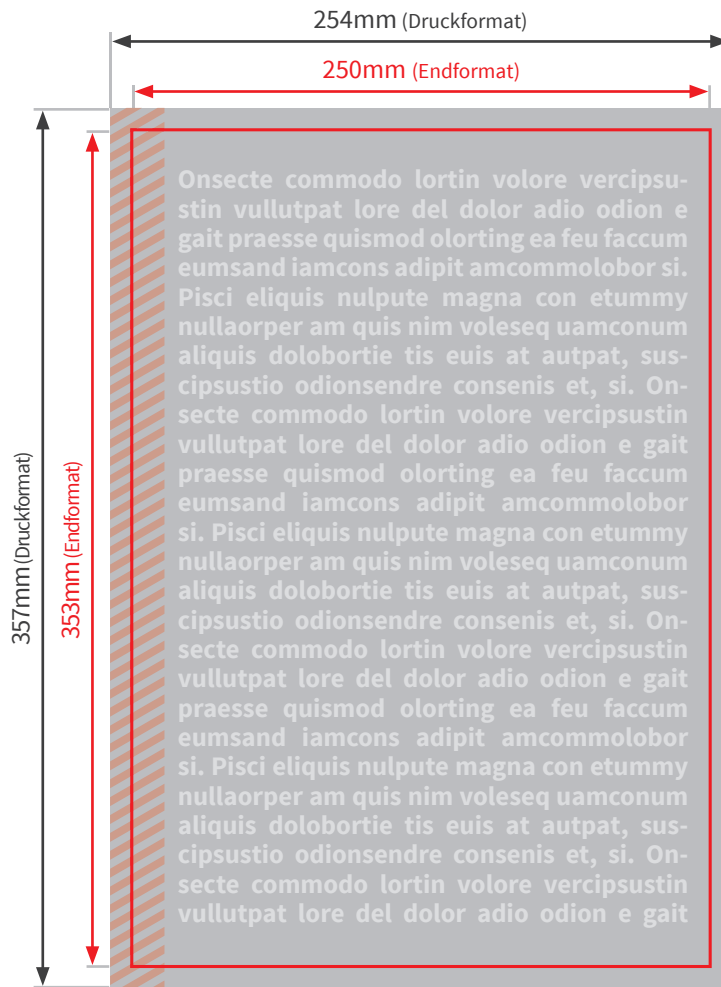 254mm (Druckformat)
250mm (Endformat)
357mm (Druckformat)
353mm (Endformat)
Onsecte commodo lortin volore vercipsu-
stin vullutpat lore del dolor adio odion e
gait praesse quismod olorting ea feu faccum
eumsand iamcons adipit amcommolobor si.
Pisci eliquis nulpute magna con etummy
nullaorper am quis nim voleseq uamconum
aliquis dolobortie tis euis at autpat, sus-
cipsustio odionsendre consenis et, si. On-
secte commodo lortin volore vercipsustin
vullutpat lore del dolor adio odion e gait
praesse quismod olorting ea feu faccum
eumsand iamcons adipit amcommolobor
si. Pisci eliquis nulpute magna con etummy
nullaorper am quis nim voleseq uamconum
aliquis dolobortie tis euis at autpat, sus-
cipsustio odionsendre consenis et, si. On-
secte commodo lortin volore vercipsustin
vullutpat lore del dolor adio odion e gait
praesse quismod olorting ea feu faccum
eumsand iamcons adipit amcommolobor
si. Pisci eliquis nulpute magna con etummy
nullaorper am quis nim voleseq uamconum
aliquis dolobortie tis euis at autpat, sus-
cipsustio odionsendre consenis et, si. On-
secte commodo lortin volore vercipsustin
vullutpat lore del dolor adio odion e gait